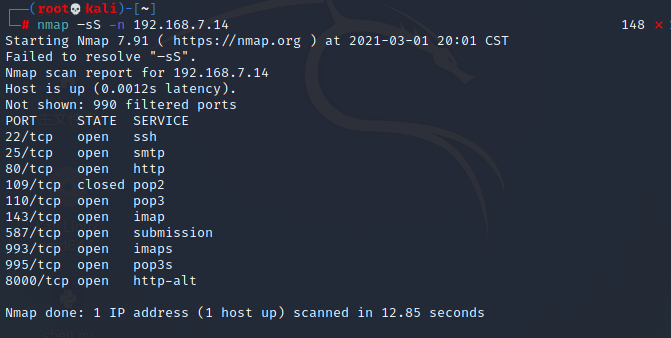 ┌──(root💀kali)-[~]
└─# nmap –sS -n 192.168.7.14 148 ⨯
Starting Nmap 7.91 ( https://nmap.org ) at 2021-03-01 20:01 CST
Failed to resolve "–sS".
Nmap scan report for 192.168.7.14
Host is up (0.0012s latency).
Not shown: 990 filtered ports
PORT     STATE  SERVICE
22/tcp   open   ssh
25/tcp   open   smtp
80/tcp   open   http
109/tcp  closed pop2
110/tcp  open   pop3
143/tcp  open   imap
587/tcp  open   submission
993/tcp  open   imaps
995/tcp  open   pop3s
8000/tcp open   http-alt
Nmap done: 1 IP address (1 host up) scanned in 12.85 seconds